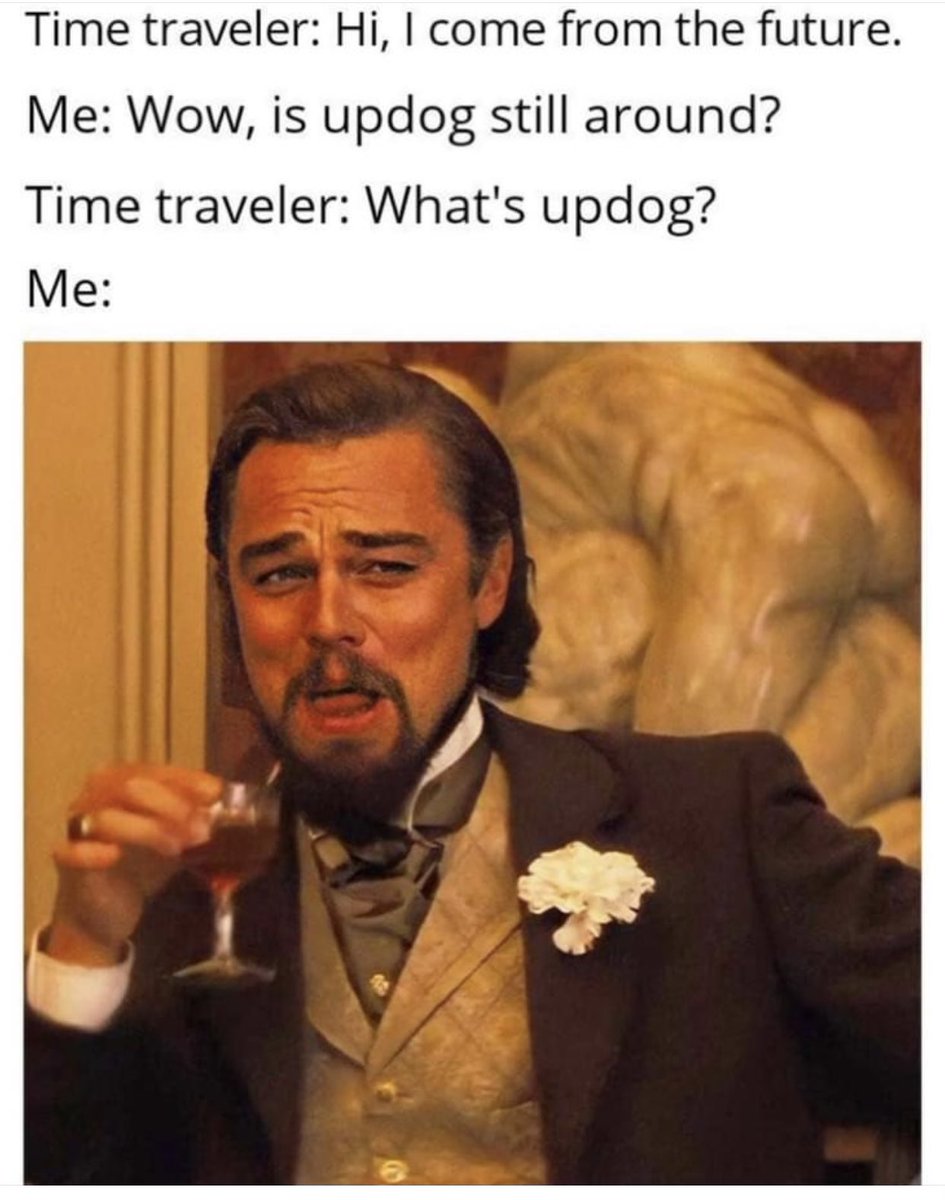 Time traveler: Hi, I come from the future.
Me: Wow, is updog still around?
Time traveler: What's updog?
Me: